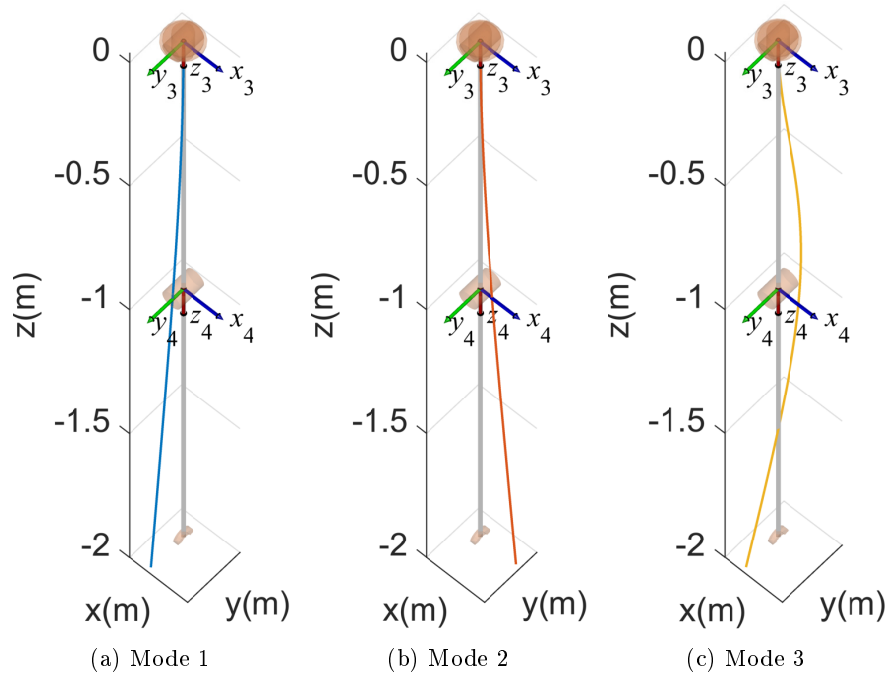 0
y3 z3 x3
-0.5
-1
y4 z4 x4
-1.5
-2
z(m)
x(m) y(m)
(a) Mode 1
0
y3 z3 x3
-0.5
-1
y4 z4 x4
-1.5
-2
z(m)
x(m) y(m)
(b) Mode 2
0
y3 z3 x3
-0.5
-1
y4 z4 x4
-1.5
-2
z(m)
x(m) y(m)
(c) Mode 3